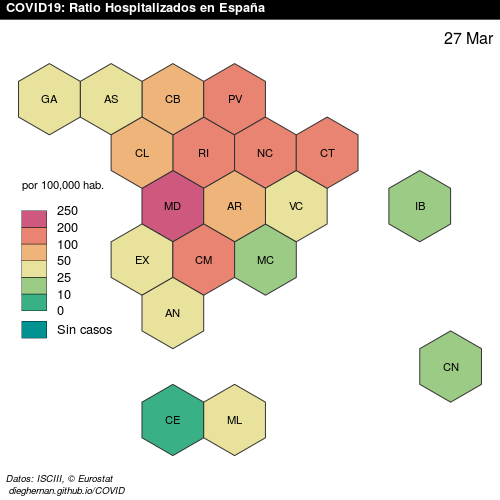 COVID19: Ratio Hospitalizados en España
27 Mar
GA AS CB PV
CL RI NC CT
por 100,000 hab.
MD AR VC IB
250
200
100
50
25
10
0
Sin casos
EX CM MC
AN
CN
CE ML
Datos: ISCIII, © Eurostat
dieghernan.github.io/COVID